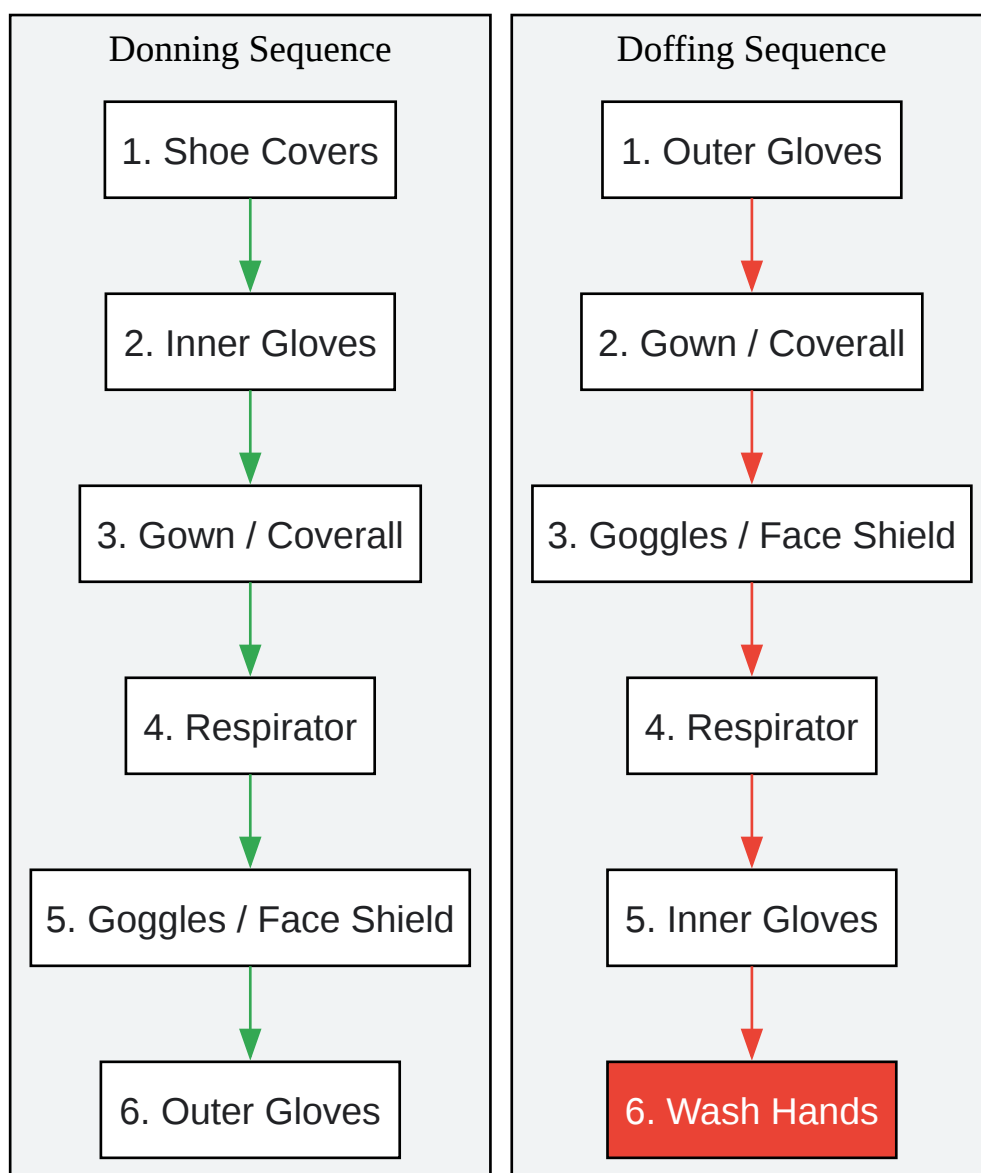 Donning Sequence
1. Shoe Covers
2. Inner Gloves
3. Gown / Coverall
4. Respirator
5. Goggles / Face Shield
6. Outer Gloves
Doffing Sequence
1. Outer Gloves
2. Gown / Coverall
3. Goggles / Face Shield
4. Respirator
5. Inner Gloves
6. Wash Hands